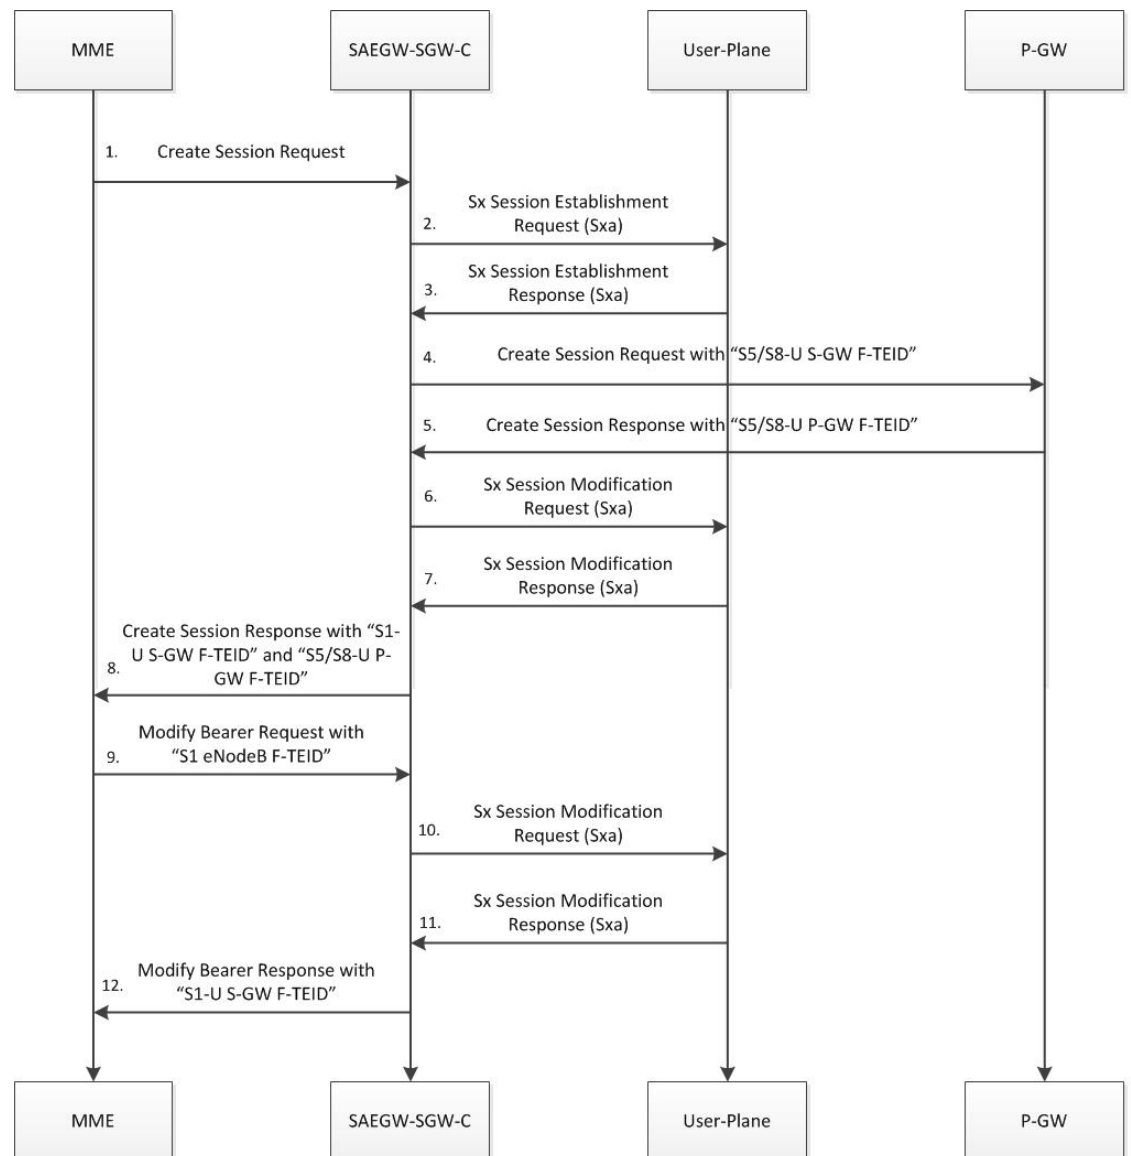 MME
SAEGW-SGW-C
User-Plane
P-GW
1. Create Session Request
Sx Session Establishment
2. Request (Sxa)
Sx Session Establishment
3. Response (Sxa)
4. Create Session Request with “S5/S8-U S-GW F-TEID”
5. Create Session Response with “S5/S8-U P-GW F-TEID”
Sx Session Modification
6. Request (Sxa)
Sx Session Modification
7. Response (Sxa)
Create Session Response with “S1-
U S-GW F-TEID” and “S5/S8-U P-
8. GW F-TEID”
Modify Bearer Request with
9. “S1 eNodeB F-TEID”
Sx Session Modification
10. Request (Sxa)
Sx Session Modification
11. Response (Sxa)
Modify Bearer Response with
12. “S1-U S-GW F-TEID”
MME
SAEGW-SGW-C
User-Plane
P-GW